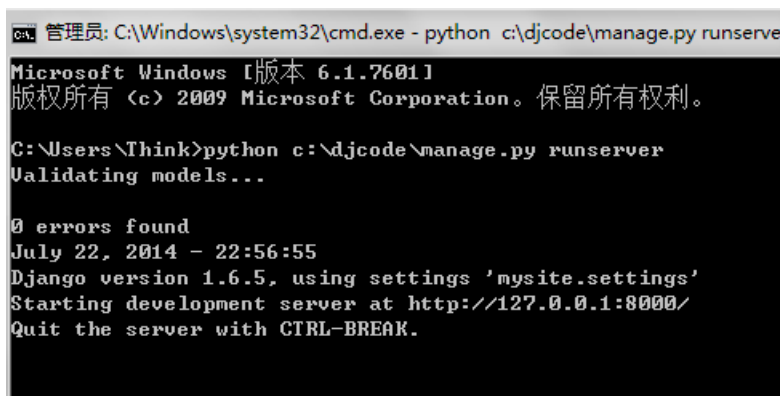 管理员: C:\Windows\system32\cmd.exe - python c:\djcode\manage.py runserve
Microsoft Windows [版本 6.1.7601]
版权所有 (c) 2009 Microsoft Corporation。保留所有权利。
C:\Users\Think>python c:\djcode\manage.py runserver
Validating models...
0 errors found
July 22, 2014 - 22:56:55
Django version 1.6.5, using settings 'mysite.settings'
Starting development server at http://127.0.0.1:8000/
Quit the server with CTRL-BREAK.